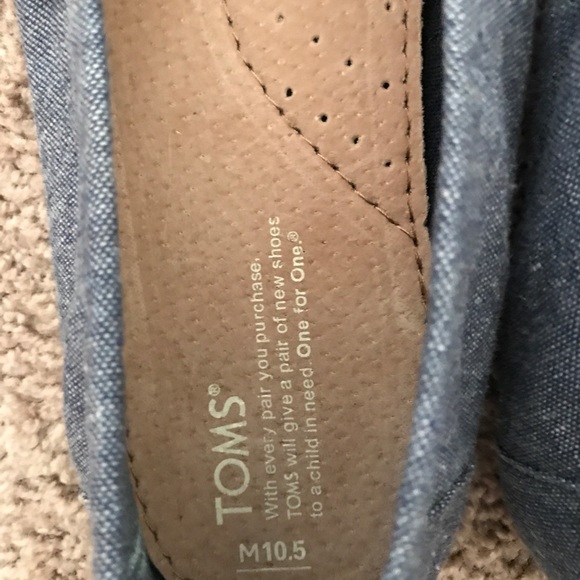 TOMS®
With every pair you purchase,
TOMS will give a pair of new shoes
to a child in need. One for One.®
M10.5